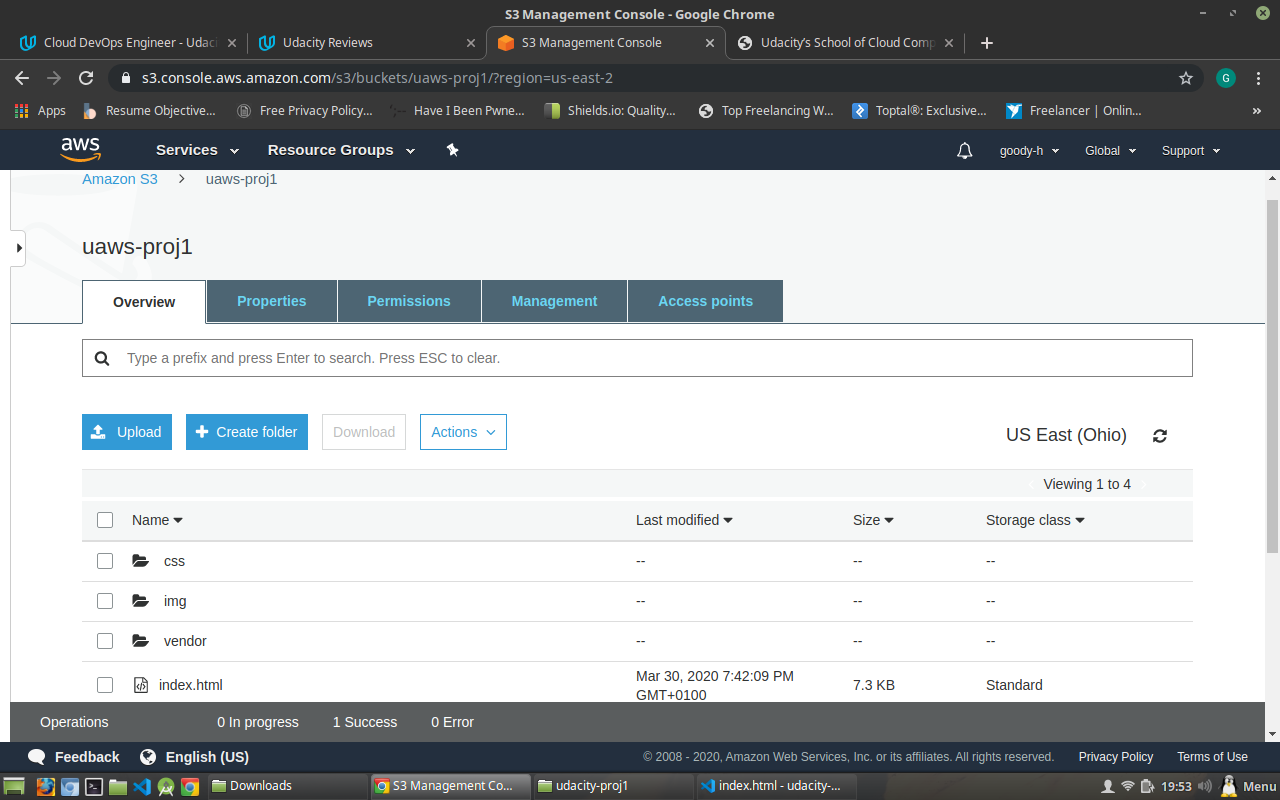 S3 Management Console - Google Chrome
Cloud DevOps Engineer - Udaci
Udacity Reviews
S3 Management Console
Udacity's School of Cloud Comp
s3.console.aws.amazon.com/s3/buckets/uaws-proj1/?region=us-east-2
G
Apps
Resume Objective...
Free Privacy Policy...
Have I Been Pwne...
Shields.io: Quality...
Top Freelancing W...
Toptal®: Exclusive...
Freelancer | Onlin...
»
aws
Services
Resource Groups
goody-h
Global
Support
Amazon S3
uaws-proj1
uaws-proj1
Overview
Properties
Permissions
Management
Access points
Type a prefix and press Enter to search. Press ESC to clear.
Upload
Create folder
Download
Actions
US East (Ohio)
Viewing 1 to 4
Name
Last modified
Size
Storage class
css
--
--
--
img
--
--
--
vendor
--
--
--
index.html
Mar 30, 2020 7:42:09 PM
GMT+0100
7.3 KB
Standard
Operations
0 In progress
1 Success
0 Error
Feedback
English (US)
© 2008 - 2020, Amazon Web Services, Inc. or its affiliates. All rights reserved.
Privacy Policy
Terms of Use
Downloads
S3 Management Co...
udacity-proj1
index.html - udacity-...
19:53
Menu